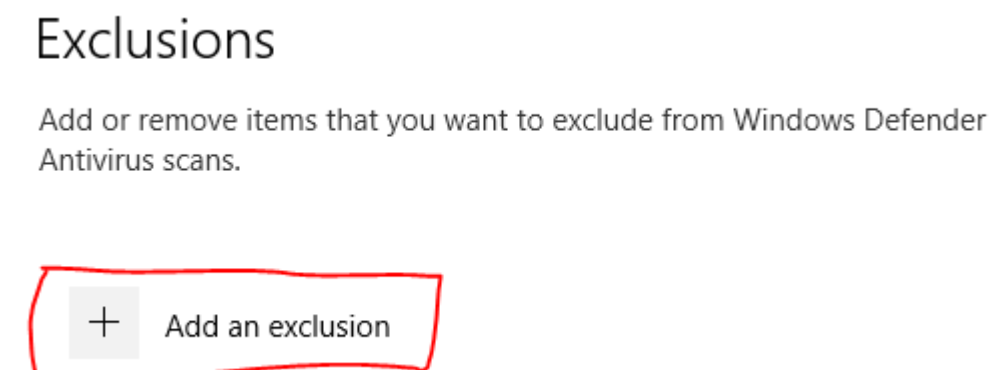 Exclusions
Add or remove items that you want to exclude from Windows Defender
Antivirus scans.
+ Add an exclusion